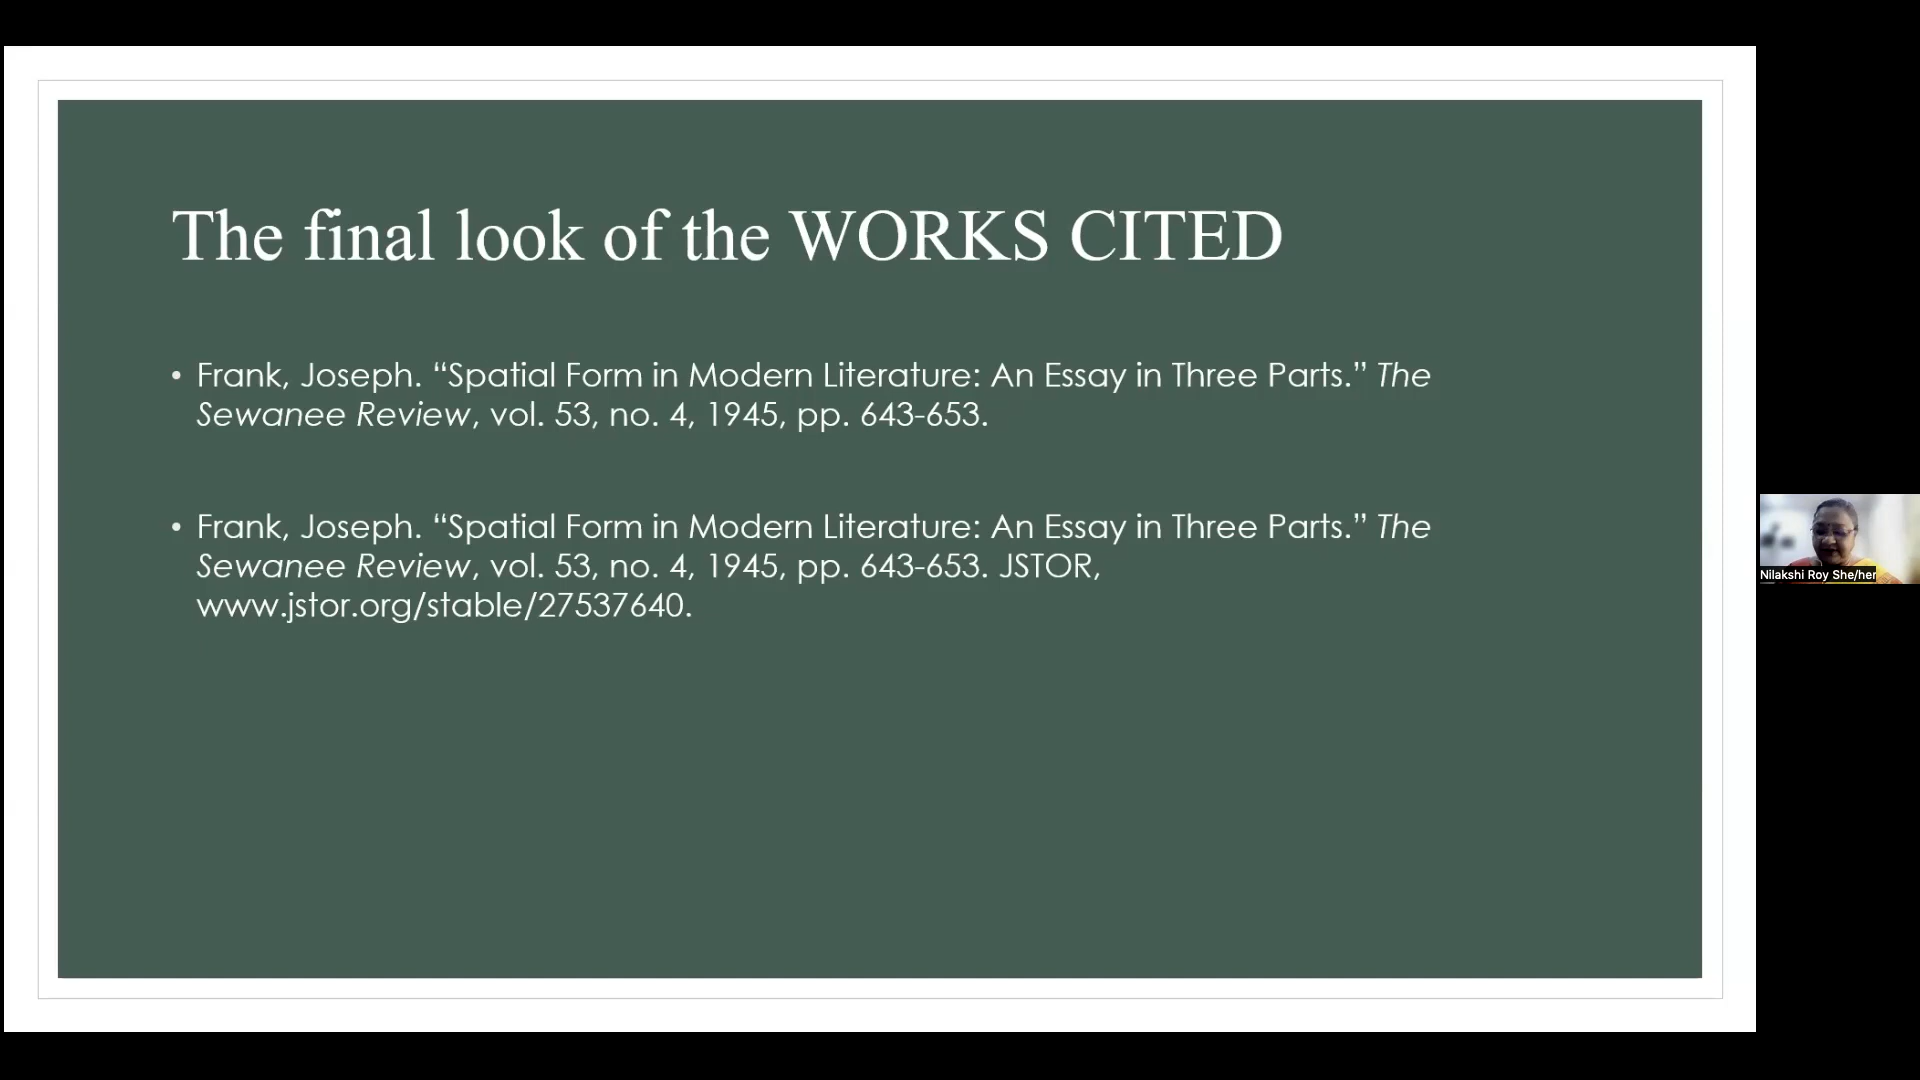 The final look of the WORKS CITED
• Frank, Joseph. “Spatial Form in Modern Literature: An Essay in Three Parts.” The
Sewanee Review, vol. 53, no. 4, 1945, pp. 643-653.
• Frank, Joseph. “Spatial Form in Modern Literature: An Essay in Three Parts.” The
Sewanee Review, vol. 53, no. 4, 1945, pp. 643-653. JSTOR,
www.jstor.org/stable/27537640.
Nilakshi Roy She/her